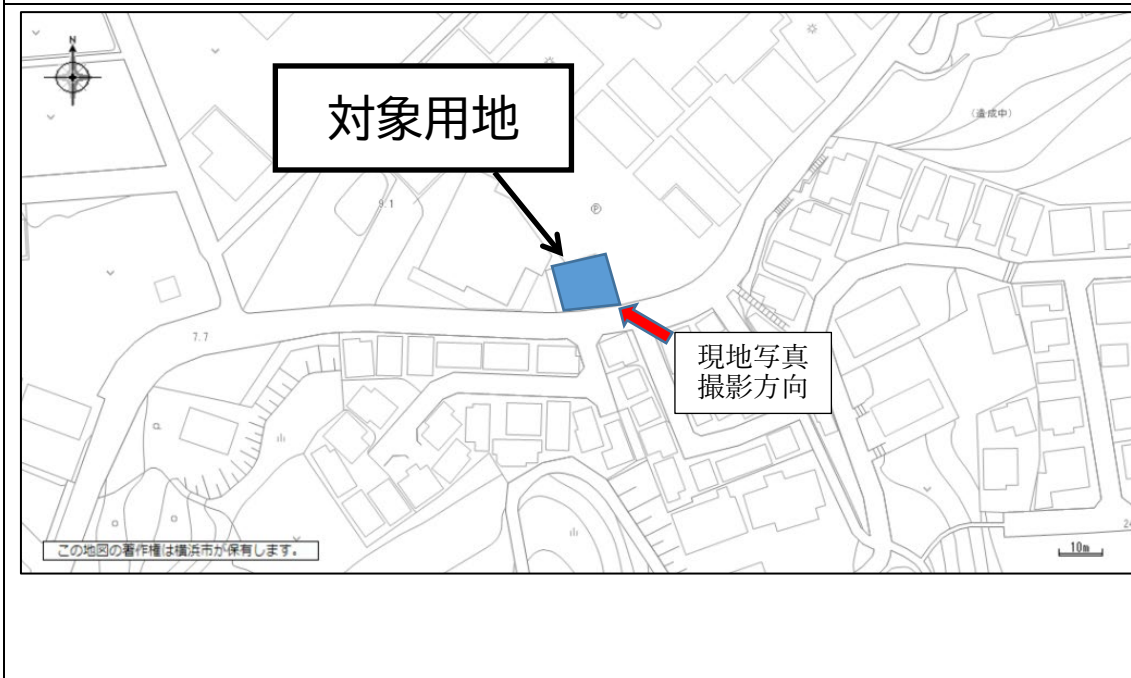 N
対象用地
（造成中）
9.1
Ⓟ
7.7
現地写真
撮影方向
この地図の著作権は横浜市が保有します。
10m